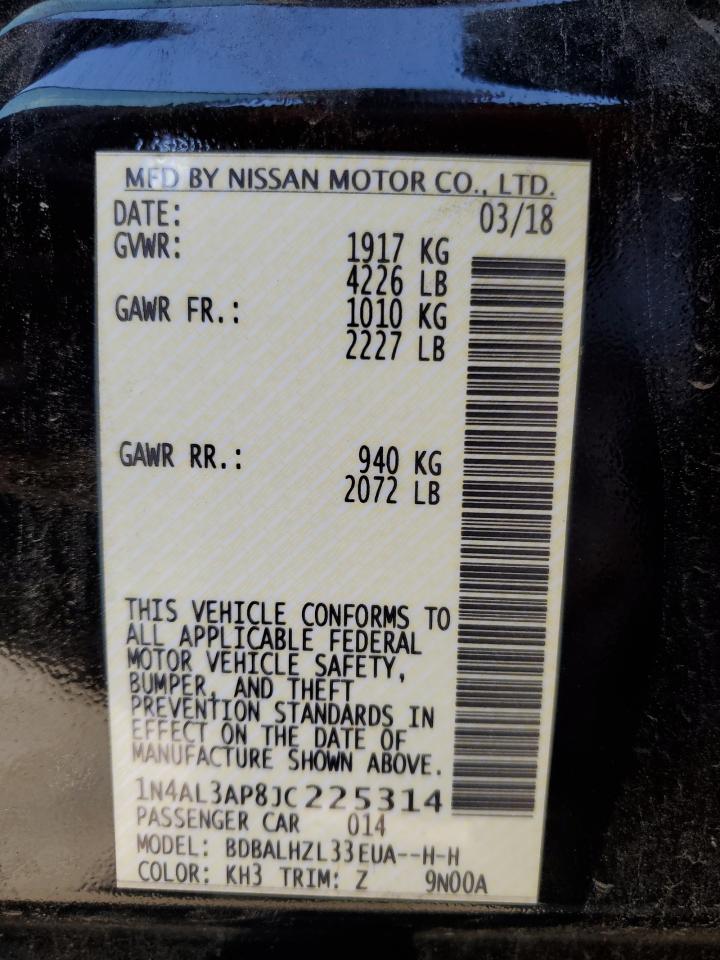 MFD BY NISSAN MOTOR CO., LTD.
DATE: 03/18
GVWR: 1917 KG
4226 LB
GAWR FR.: 1010 KG
2227 LB
GAWR RR.: 940 KG
2072 LB
THIS VEHICLE CONFORMS TO
ALL APPLICABLE FEDERAL
MOTOR VEHICLE SAFETY,
BUMPER, AND THEFT
PREVENTION STANDARDS IN
EFFECT ON THE DATE OF
MANUFACTURE SHOWN ABOVE.
1N4AL3AP8JC225314
PASSENGER CAR 014
MODEL: BDBALHZL33EUA--H-H
COLOR: KH3 TRIM: Z 9N00A